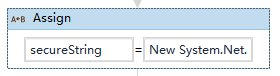 A+B Assign
secureString = New System.Net.